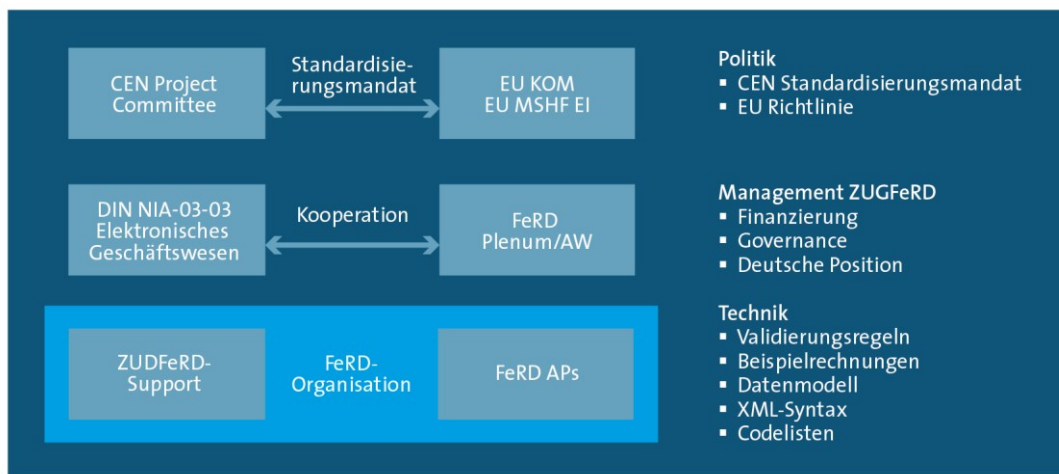 CEN Project
Committee
Standardisie-
rungsmandat
EU KOM
EU MSHF EI
Politik
▪ CEN Standardisierungsmandat
▪ EU Richtlinie
DIN NIA-03-03
Elektronisches
Geschäftswesen
Kooperation
FeRD
Plenum/AW
Management ZUGFeRD
▪ Finanzierung
▪ Governance
▪ Deutsche Position
ZUDFeRD-
Support
FeRD-
Organisation
FeRD APs
Technik
▪ Validierungsregeln
▪ Beispielrechnungen
▪ Datenmodell
▪ XML-Syntax
▪ Codelisten